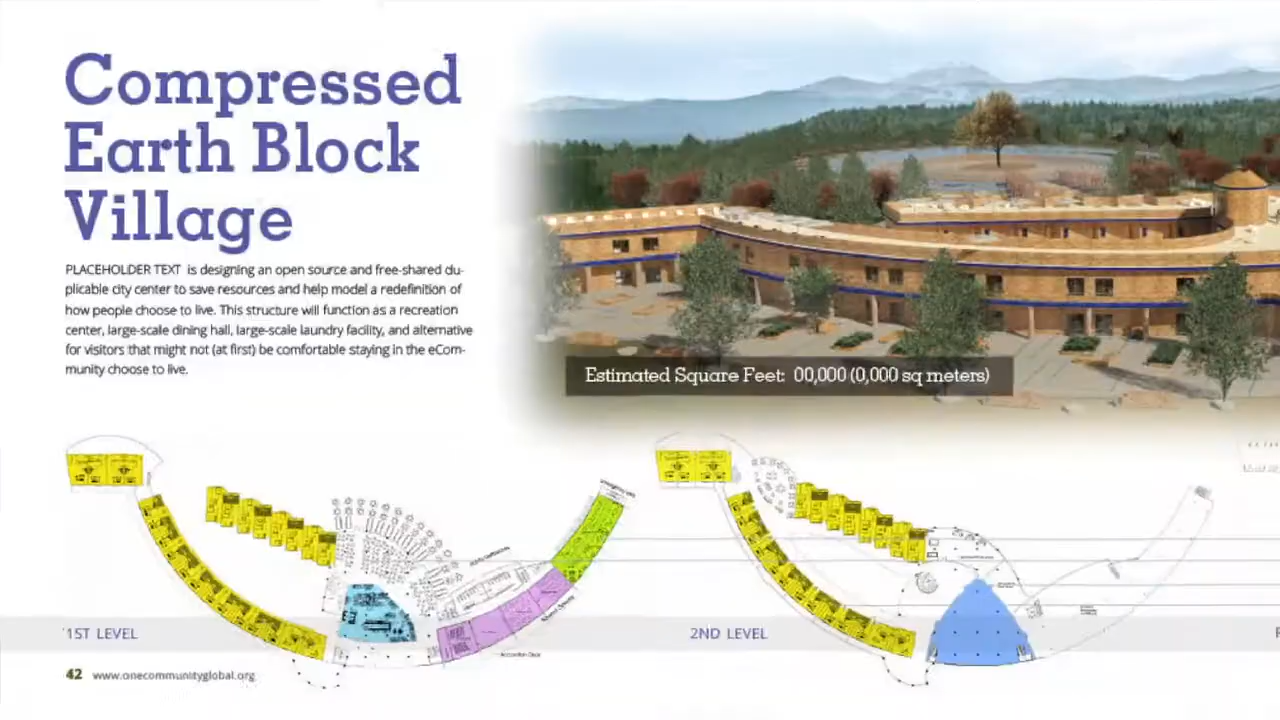 Compressed
Earth Block
Village
PLACEHOLDER TEXT is designing an open source and free-shared du-
plicable city center to save resources and help model a redefinition of
how people choose to live. This structure will function as a recreation
center, large-scale dining hall, large-scale laundry facility, and alternative
for visitors that might not (at first) be comfortable staying in the eCom-
munity choose to live.
Estimated Square Feet: 00,000 (0,000 sq meters)
1ST LEVEL
2ND LEVEL
42 www.onecommunityglobal.org